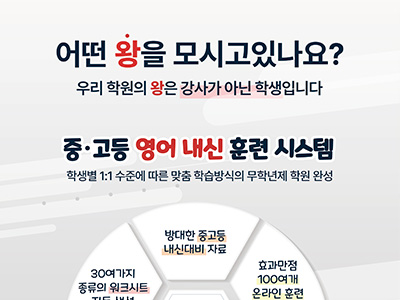 어떤 왕을 모시고있나요?
우리 학원의 왕은 강사가 아닌 학생입니다
중·고등 영어 내신 훈련 시스템
학생별 1:1 수준에 따른 맞춤 학습방식의 무학년제 학원 완성
방대한 중고등
내신대비 자료
30여가지
종류의 워크시트
효과만점
100여개
온라인 훈련